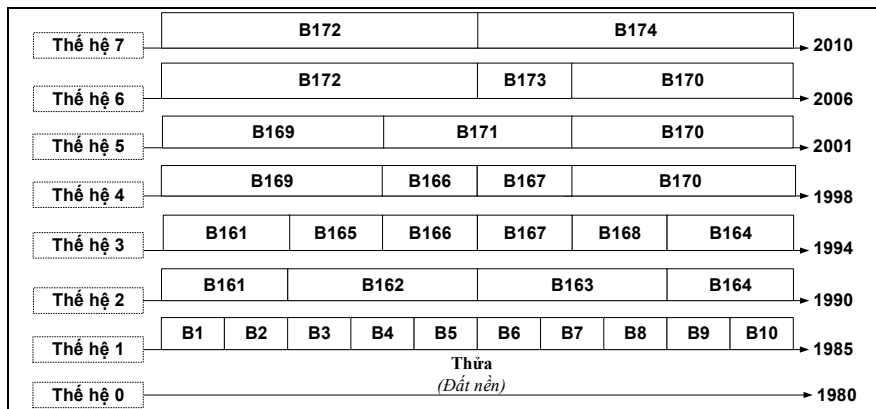 Thế hệ 7 B172 B174 2010
Thế hệ 6 B172 B173 B170 2006
Thế hệ 5 B169 B171 B170 2001
Thế hệ 4 B169 B166 B167 B170 1998
Thế hệ 3 B161 B165 B166 B167 B168 B164 1994
Thế hệ 2 B161 B162 B163 B164 1990
Thế hệ 1 B1 B2 B3 B4 B5 B6 B7 B8 B9 B10 1985
Thửa
(Đất nền)
Thế hệ 0 1980